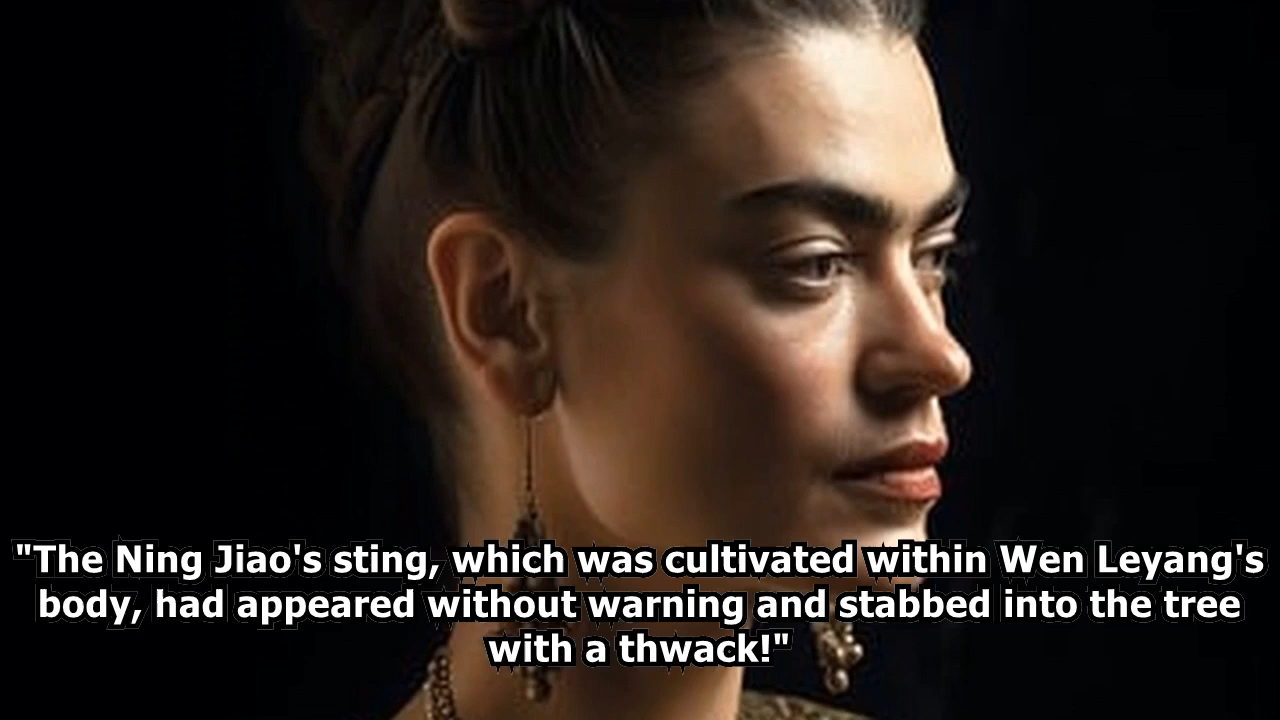 "The Ning Jiao's sting, which was cultivated within Wen Leyang's
body, had appeared without warning and stabbed into the tree
with a thwack!"